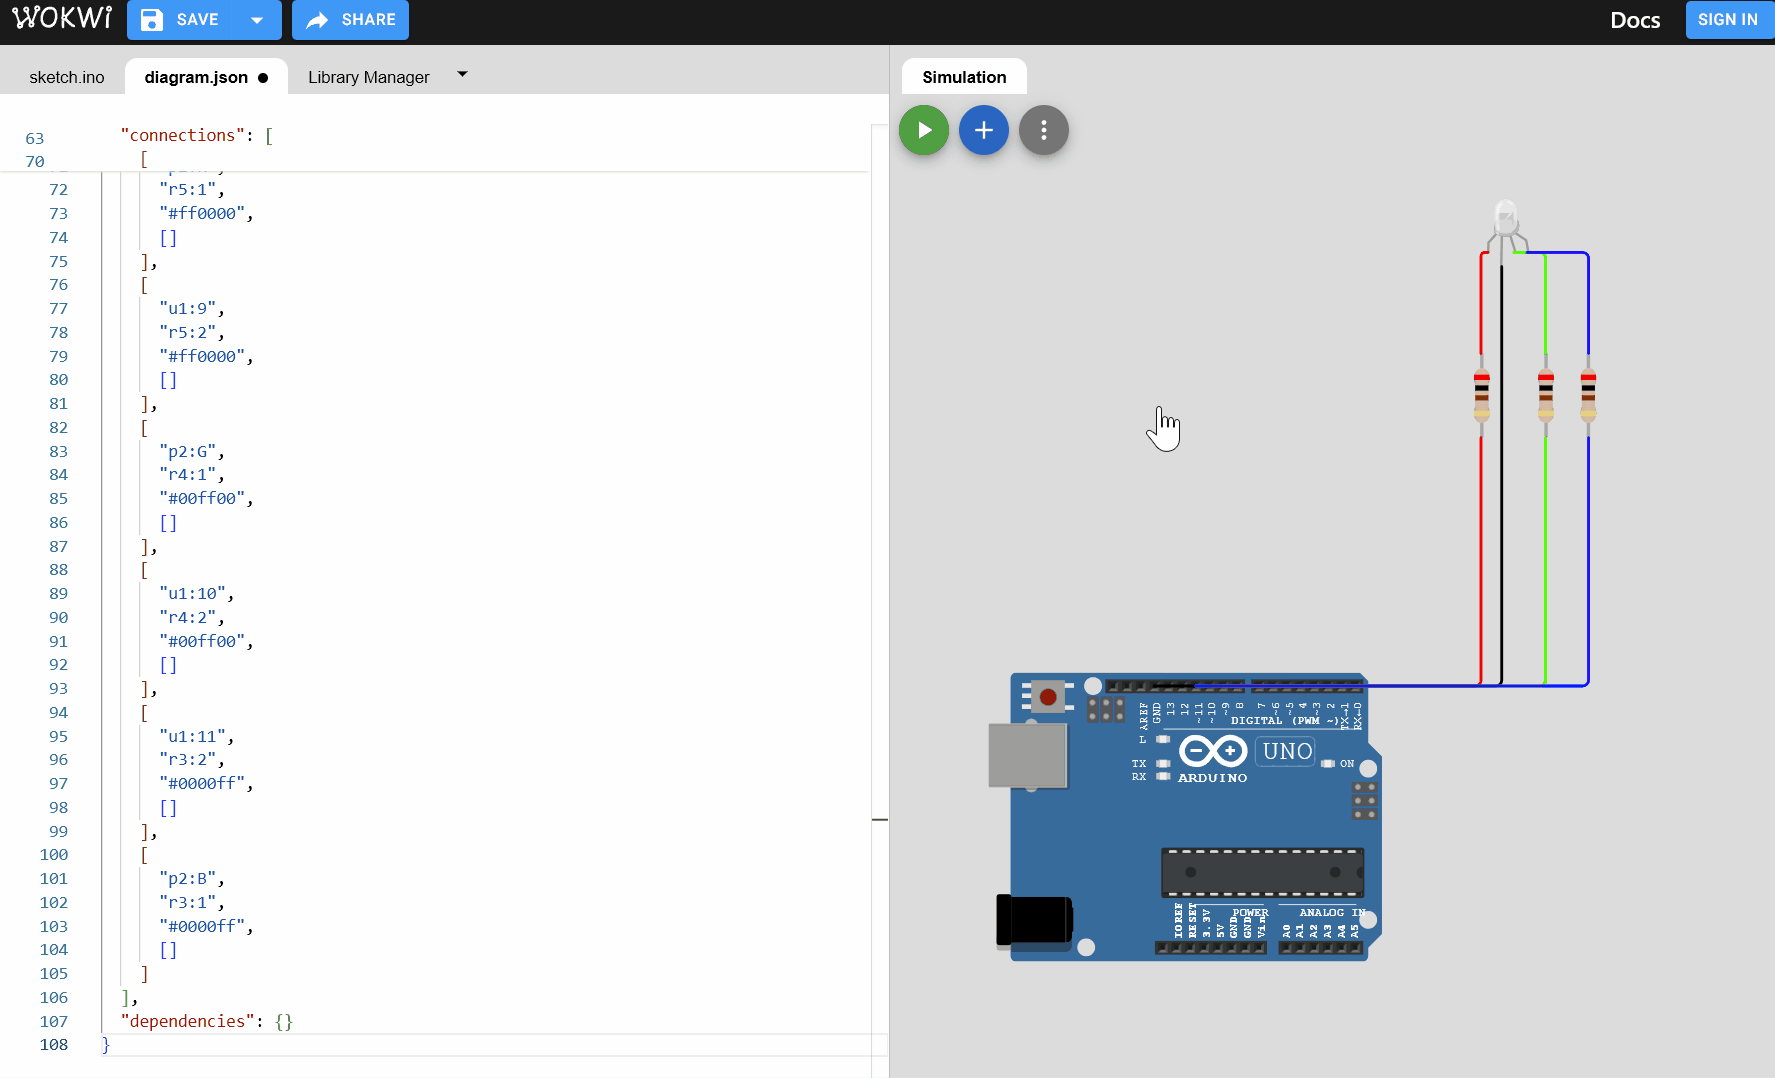 WOKWi SAVE SHARE Docs SIGN IN
sketch.ino diagram.json ● Library Manager
63 "connections": [
70 [
72 "r5:1",
73 "#ff0000",
74 []
75 ],
76 [
77 "u1:9",
78 "r5:2",
79 "#ff0000",
80 []
81 ],
82 [
83 "p2:G",
84 "r4:1",
85 "#00ff00",
86 []
87 ],
88 [
89 "u1:10",
90 "r4:2",
91 "#00ff00",
92 []
93 ],
94 [
95 "u1:11",
96 "r3:2",
97 "#0000ff",
98 []
99 ],
100 [
101 "p2:B",
102 "r3:1",
103 "#0000ff",
104 []
105 ]
106 ],
107 "dependencies": {}
108 }
Simulation
AREF GND 13 12 ~11 ~10 ~9 8 7 ~6 ~5 4 ~3 2 TX→1 RX←0
DIGITAL (PWM ~)
L
TX
RX
ARDUINO
UNO
ON
POWER ANALOG IN
IOREF RESET 3.3V 5V GND GND Vin A0 A1 A2 A3 A4 A5